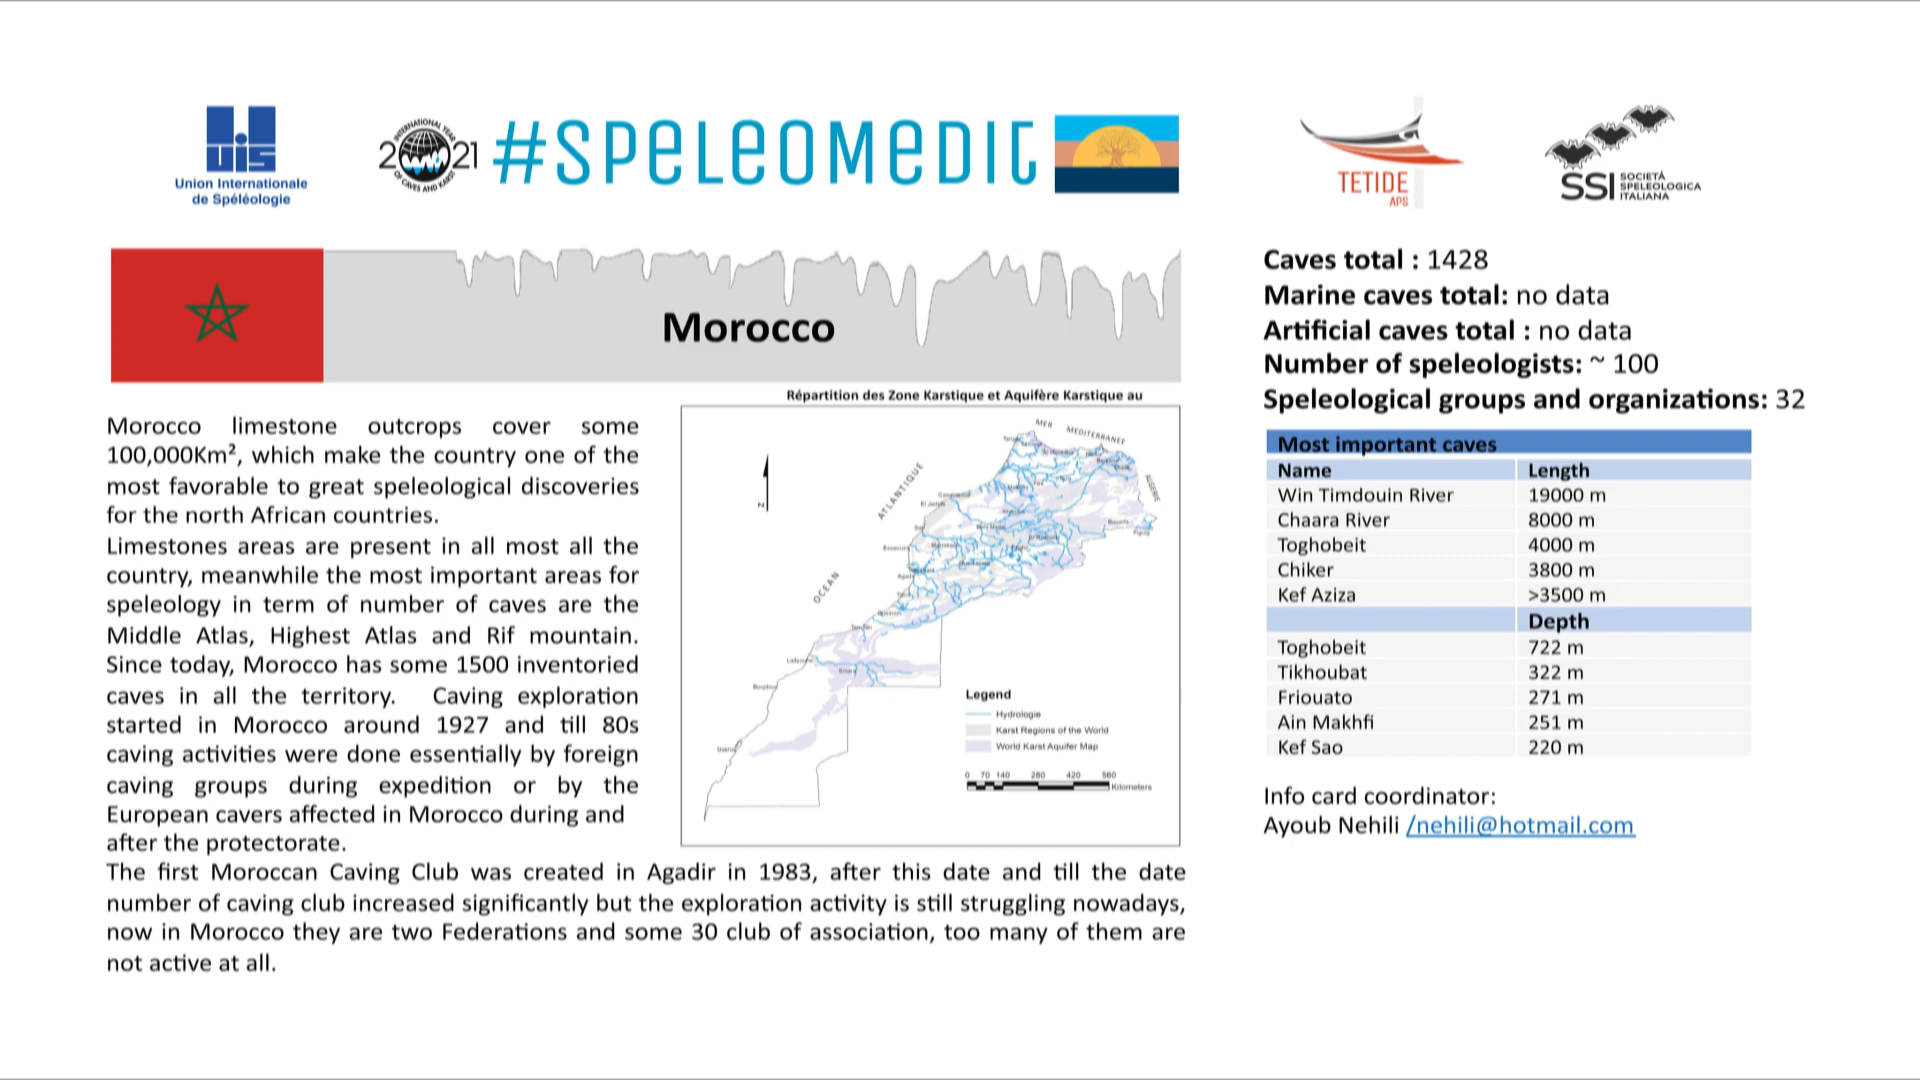 Uis
Union Internationale
de Spéléologie
INTERNATIONAL YEAR
2021
OF CAVES AND KARST
#SPELEOMEDIT
TETIDE
APS
SSI
SOCIETÀ
SPELEOLOGICA
ITALIANA
Morocco
Morocco limestone outcrops cover some
100,000Km², which make the country one of the
most favorable to great speleological discoveries
for the north African countries.
Limestones areas are present in all most all the
country, meanwhile the most important areas for
speleology in term of number of caves are the
Middle Atlas, Highest Atlas and Rif mountain.
Since today, Morocco has some 1500 inventoried
caves in all the territory. Caving exploration
started in Morocco around 1927 and till 80s
caving activities were done essentially by foreign
caving groups during expedition or by the
European cavers affected in Morocco during and
after the protectorate.
The first Moroccan Caving Club was created in Agadir in 1983, after this date and till the date
number of caving club increased significantly but the exploration activity is still struggling nowadays,
now in Morocco they are two Federations and some 30 club of association, too many of them are
not active at all.
Répartition des Zone Karstique et Aquifère Karstique au
MER MEDITERRANEE
ATLANTIQUE
OCEAN
ALGERIE
N
Legend
Hydrologie
Karst Regions of the World
World Karst Aquifer Map
0 70 140 280 420 560
Kilometers
Caves total : 1428
Marine caves total: no data
Artificial caves total : no data
Number of speleologists: ~ 100
Speleological groups and organizations: 32
Most important caves
Name Length
Win Timdouin River 19000 m
Chaara River 8000 m
Toghobeit 4000 m
Chiker 3800 m
Kef Aziza >3500 m
Depth
Toghobeit 722 m
Tikhoubat 322 m
Friouato 271 m
Ain Makhfi 251 m
Kef Sao 220 m
Info card coordinator:
Ayoub Nehili /nehili@hotmail.com